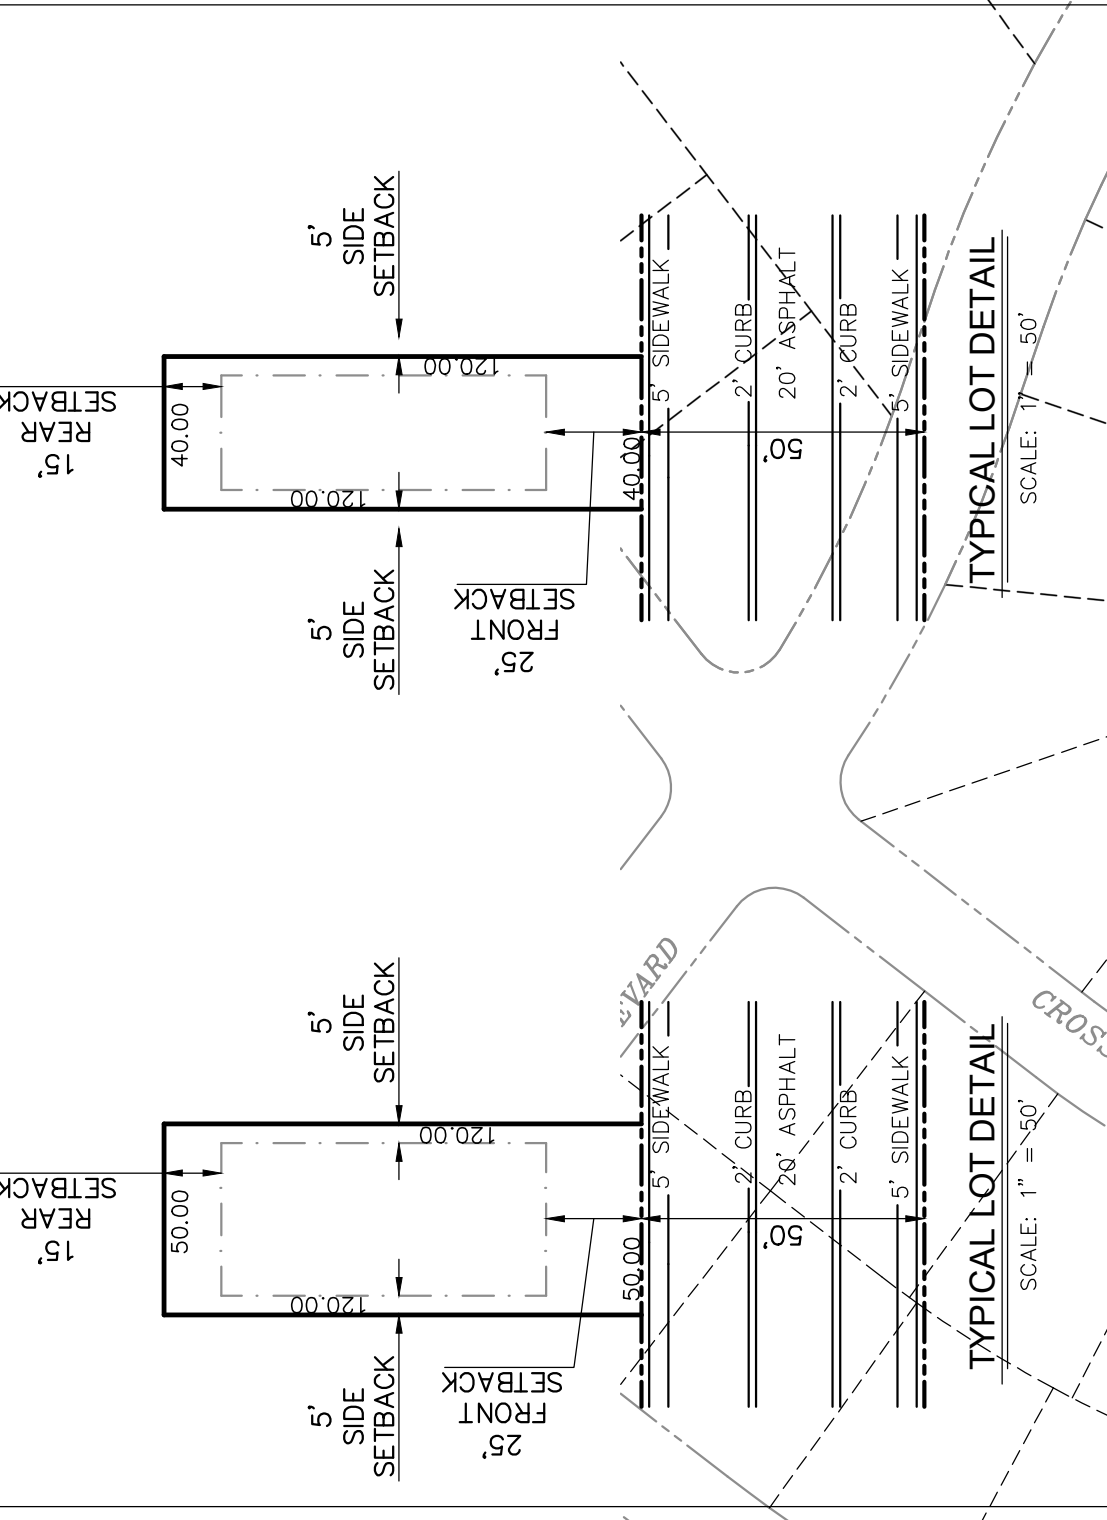 5'
SIDE
SETBACK
15'
REAR
SETBACK
40.00
120.00
120.00
40.00
5'
SIDE
SETBACK
25'
FRONT
SETBACK
5' SIDEWALK
2' CURB
20' ASPHALT
2' CURB
5' SIDEWALK
50'
TYPICAL LOT DETAIL
SCALE: 1" = 50'
5'
SIDE
SETBACK
15'
REAR
SETBACK
50.00
120.00
120.00
50.00
5'
SIDE
SETBACK
25'
FRONT
SETBACK
5' SIDEWALK
2' CURB
20' ASPHALT
2' CURB
5' SIDEWALK
50'
TYPICAL LOT DETAIL
SCALE: 1" = 50'
EVARD
CROSS